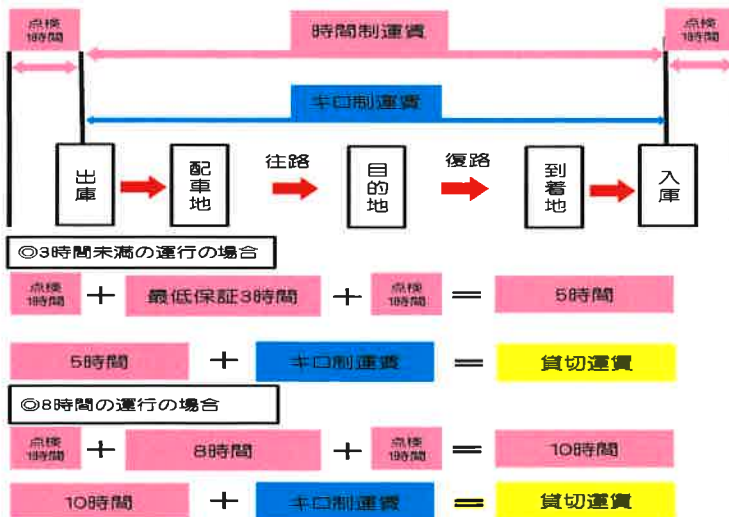 点検
1時間
時間制運賃
点検
1時間
キロ制運賃
出庫
配車地
往路
目的地
復路
到着地
入庫
◎3時間未満の運行の場合
点検
1時間
+
最低保証3時間
+
点検
1時間
=
5時間
5時間
+
キロ制運賃
=
貸切運賃
◎8時間の運行の場合
点検
1時間
+
8時間
+
点検
1時間
=
10時間
10時間
+
キロ制運賃
=
貸切運賃